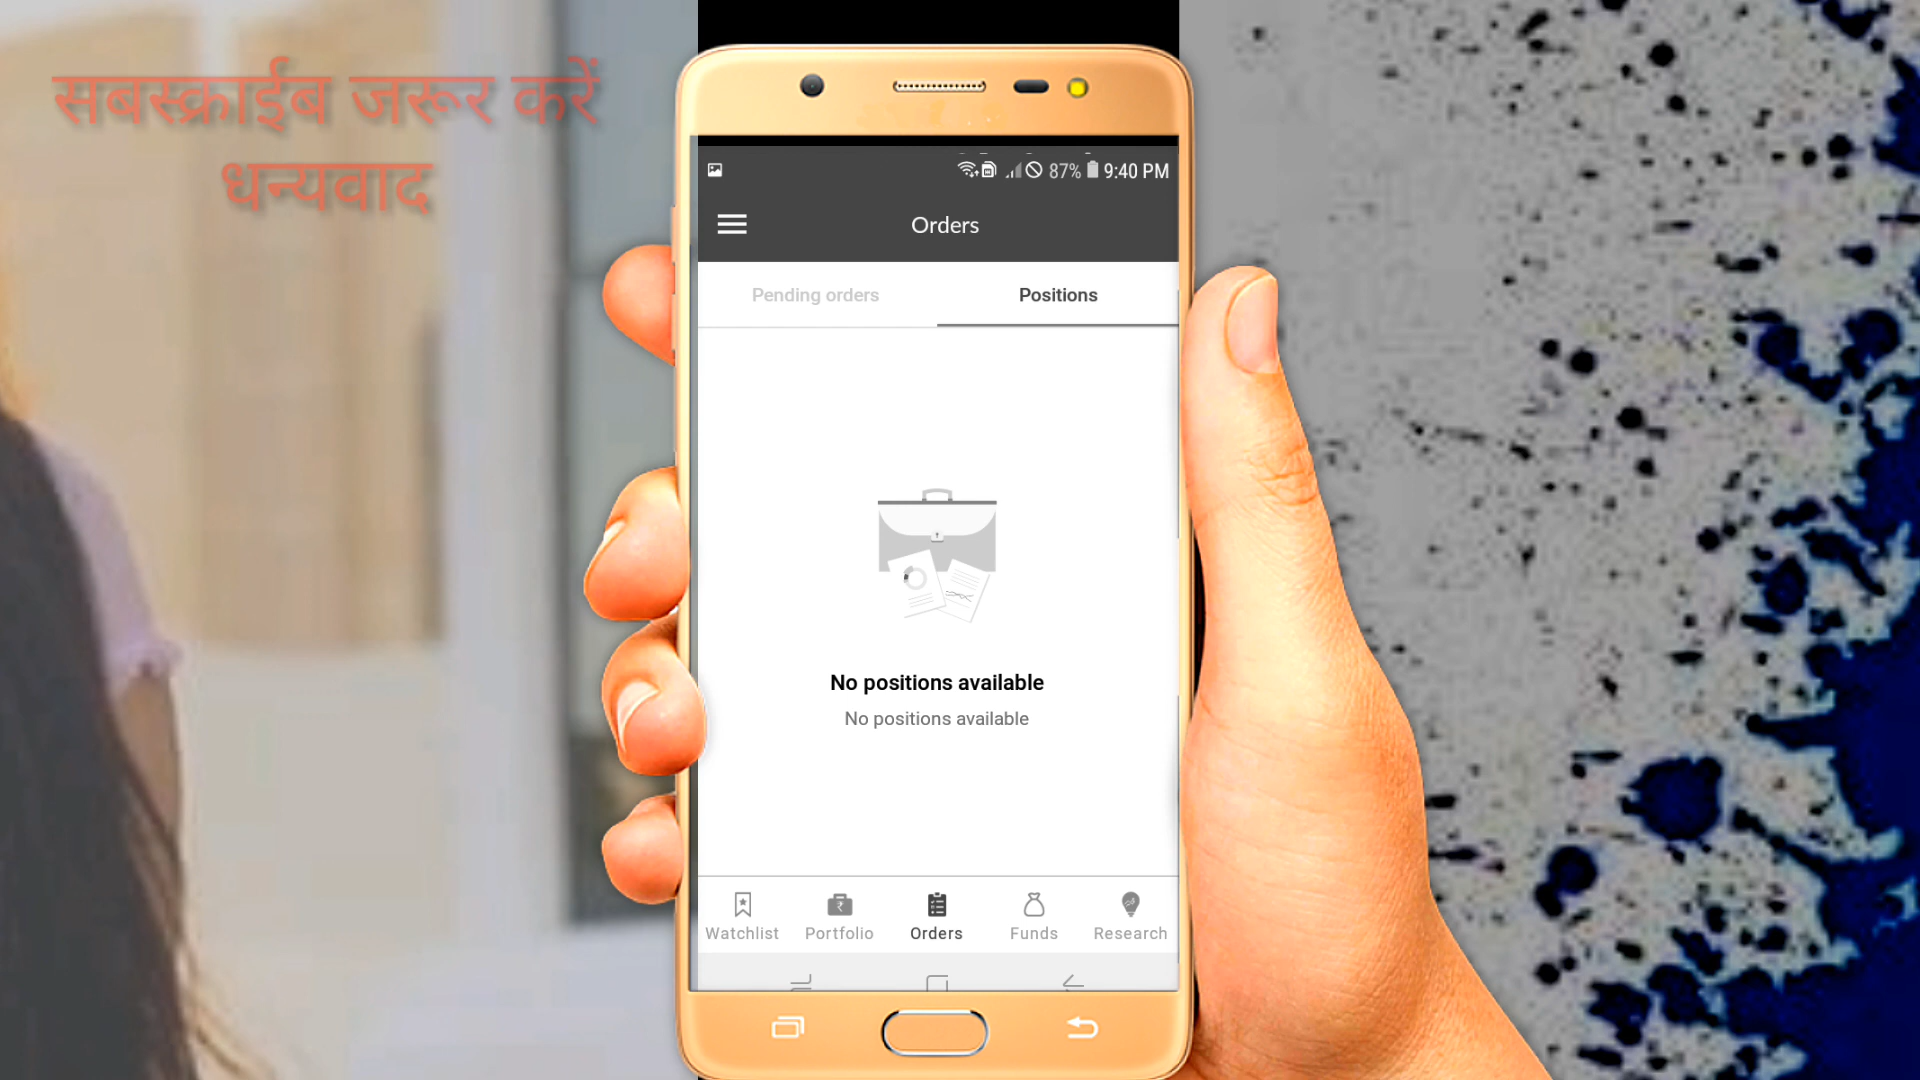 सबस्क्राईब जरूर करें
धन्यवाद
87% 9:40 PM
Orders
Pending orders
Positions
No positions available
No positions available
Watchlist
Portfolio
Orders
Funds
Research